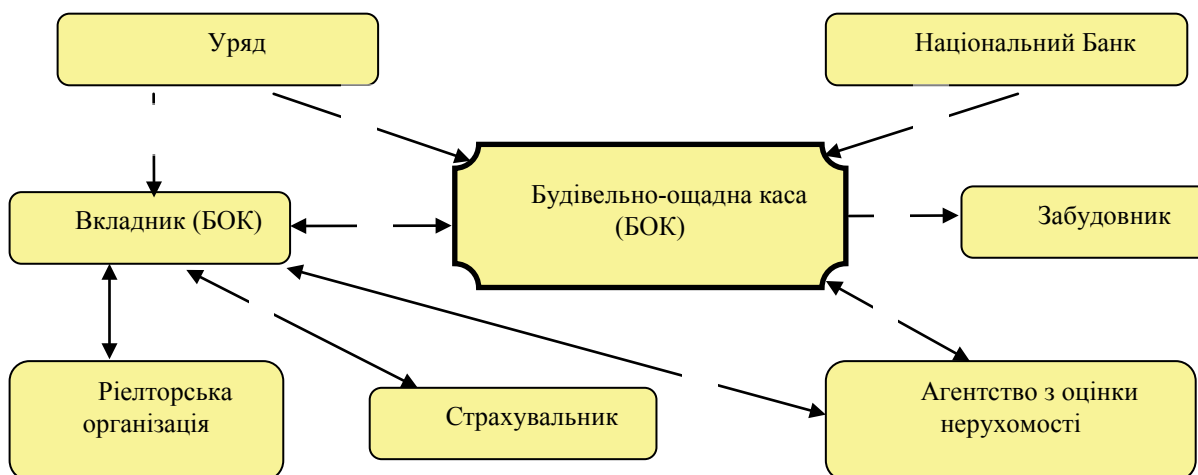 Уряд
Національний Банк
Будівельно-ощадна каса
(БОК)
Вкладник (БОК)
Забудовник
Ріелторська
організація
Страхувальник
Агентство з оцінки
нерухомості